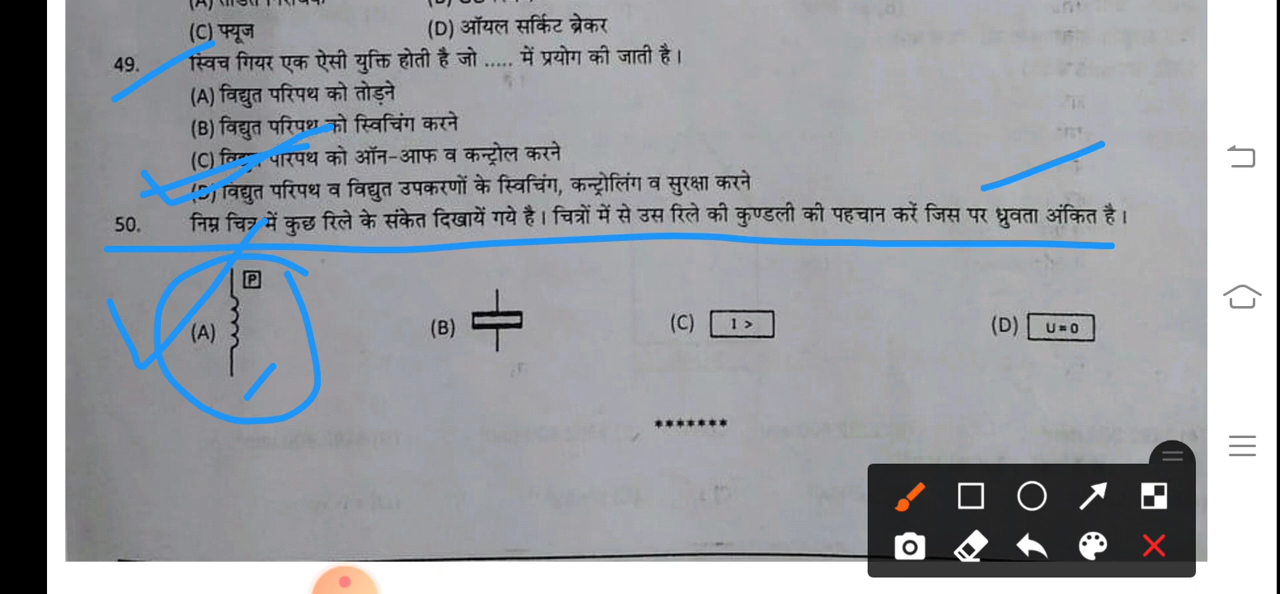 (C) फ्यूज (D) ऑयल सर्किट ब्रेकर
49. स्विच गियर एक ऐसी युक्ति होती है जो ..... में प्रयोग की जाती है।
(A) विद्युत परिपथ को तोड़ने
(B) विद्युत परिपथ को स्विचिंग करने
(C) विद्युत परिपथ को ऑन-आफ व कन्ट्रोल करने
(D) विद्युत परिपथ व विद्युत उपकरणों के स्विचिंग, कन्ट्रोलिंग व सुरक्षा करने
50. निम्न चित्र में कुछ रिले के संकेत दिखायें गये है। चित्रों में से उस रिले की कुण्डली की पहचान करें जिस पर ध्रुवता अंकित है।
P
(A) (B) (C) 1 > (D) U=0
*******